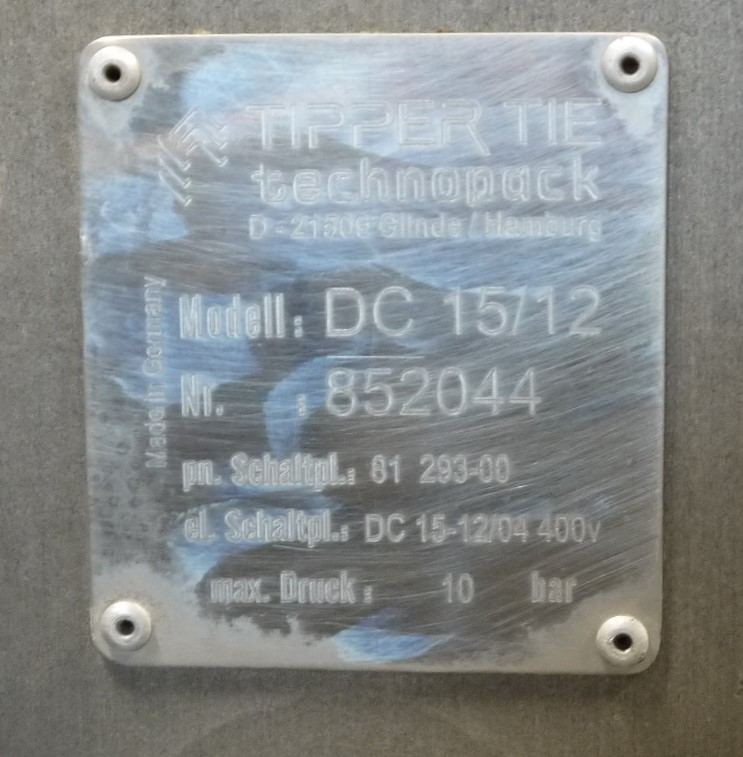 TIPPER TIE
technopack
D - 21509 Glinde / Hamburg
Made in Germany
Modell: DC 15/12
Nr. : 852044
pn. Schaltpl.: 81 293-00
el. Schaltpl.: DC 15-12/04 400v
max. Druck: 10 bar